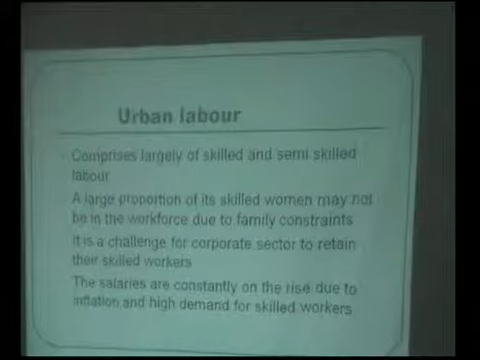 Urban labour
Comprises largely of skilled and semi skilled
labour
A large proportion of its skilled women may not
be in the workforce due to family constraints
It is a challenge for corporate sector to retain
their skilled workers
The salaries are constantly on the rise due to
inflation and high demand for skilled workers